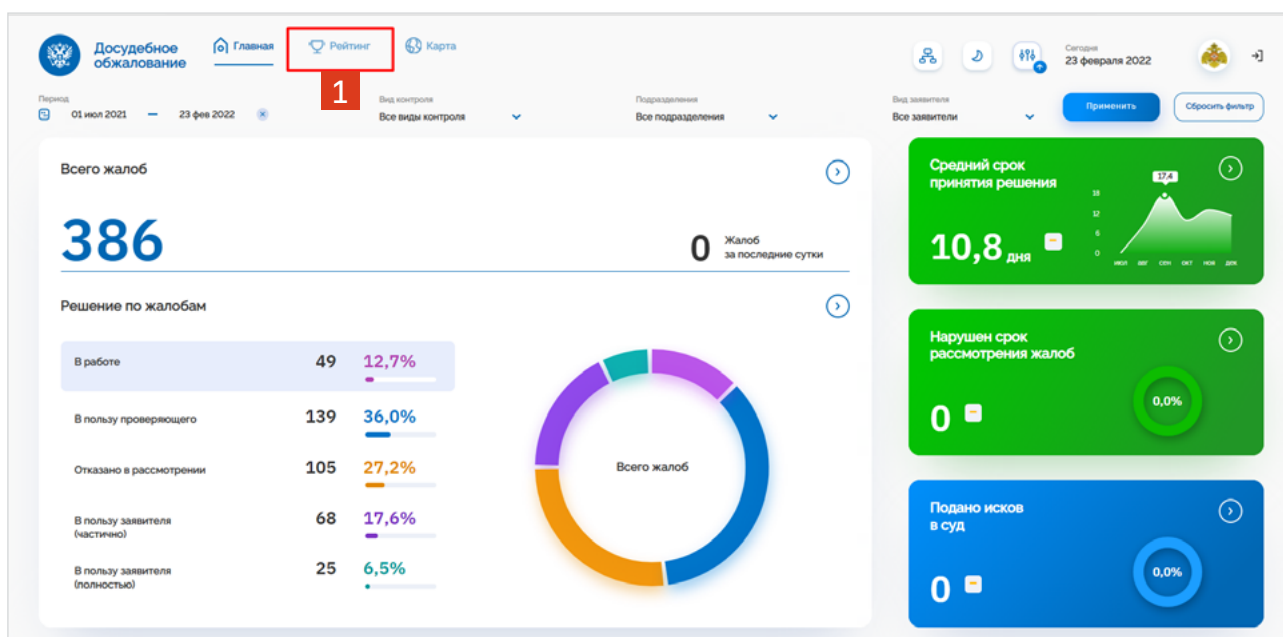 Досудебное
обжалование
Главная
Рейтинг
Карта
Сегодня
23 февраля 2022
1
Период
01 июл 2021 — 23 фев 2022
Вид контроля
Все виды контроля
Подразделения
Все подразделения
Вид заявителя
Все заявители
Применить
Сбросить фильтр
Всего жалоб
386
0 Жалоб
за последние сутки
Решение по жалобам
В работе 49 12,7%
В пользу проверяющего 139 36,0%
Отказано в рассмотрении 105 27,2%
В пользу заявителя
(частично) 68 17,6%
В пользу заявителя
(полностью) 25 6,5%
Всего жалоб
Средний срок
принятия решения
10,8 дня
17,4
18
12
6
0
июл авг сен окт ноя дек
Нарушен срок
рассмотрения жалоб
0
0,0%
Подано исков
в суд
0
0,0%